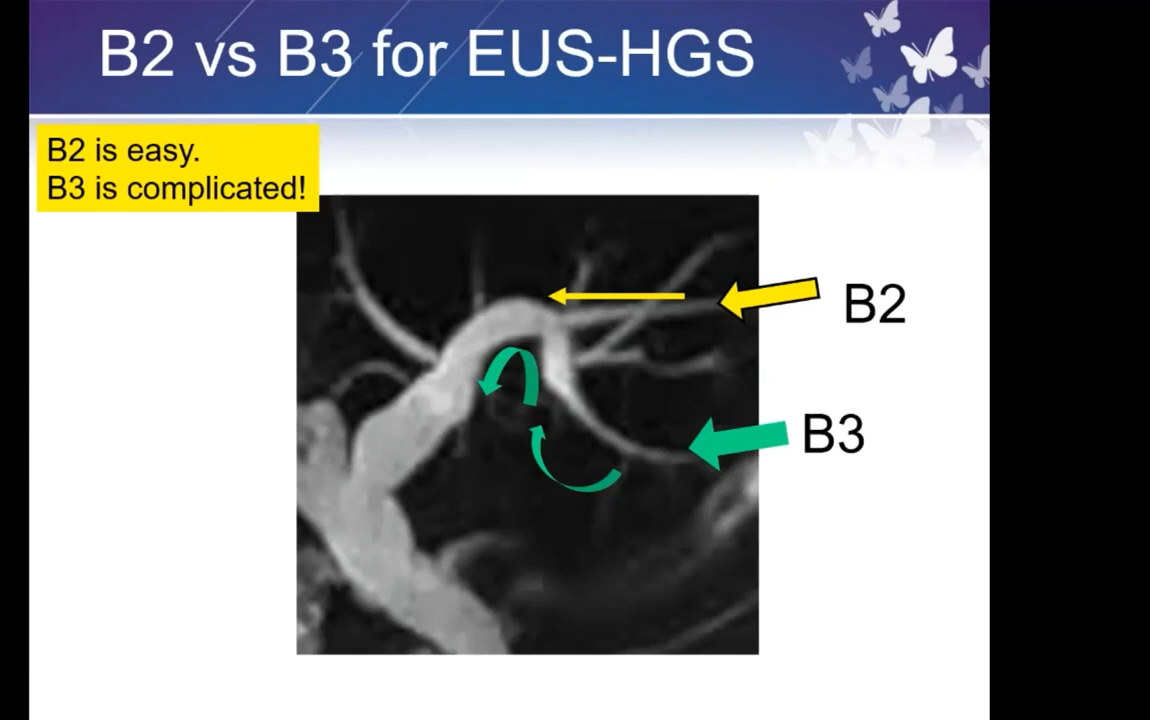 B2 vs B3 for EUS-HGS
B2 is easy.
B3 is complicated!
B2
B3